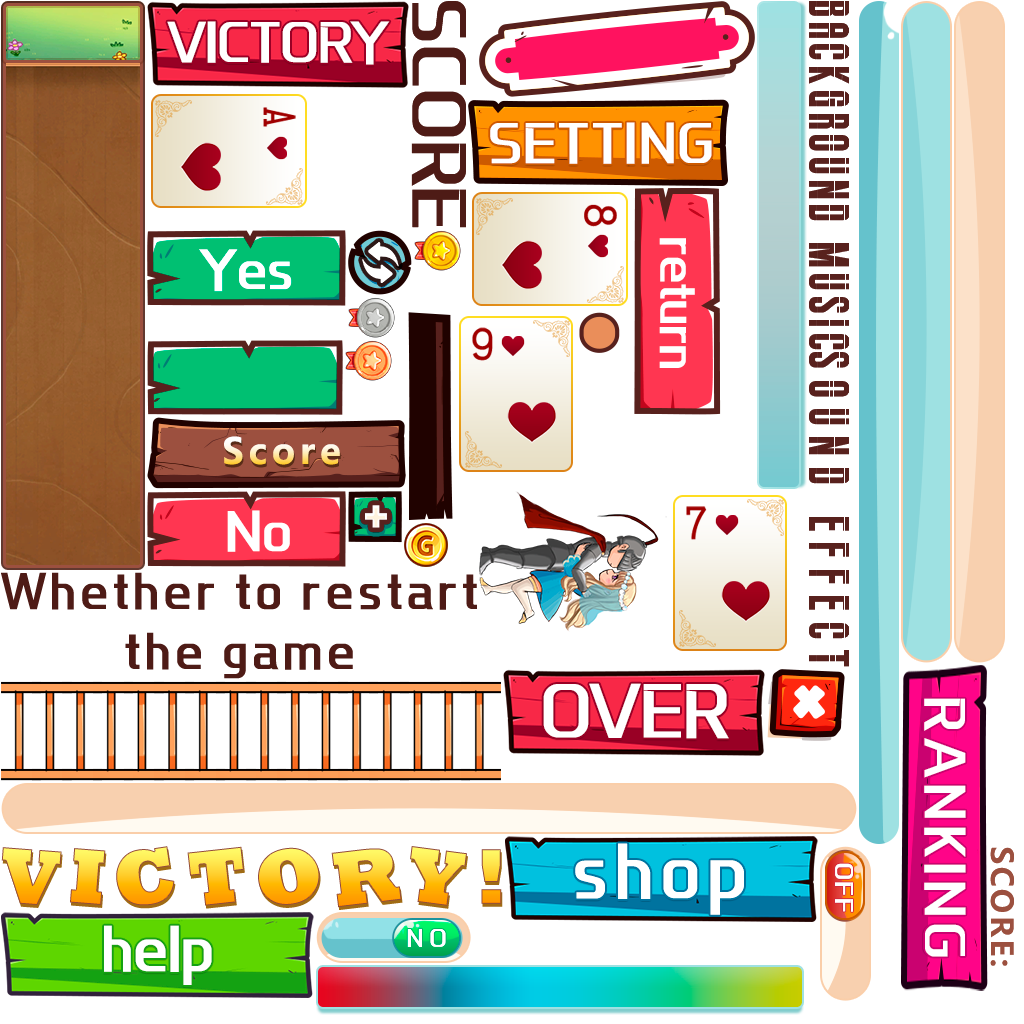 VICTORY
SCORE
SETTING
BACKGROUND MUSIC
SOUND EFFECT
A
8
return
Yes
9
Score
No
G
7
Whether to restart
the game
OVER
RANKING
SCORE:
VICTORY!
shop
OFF
help
NO